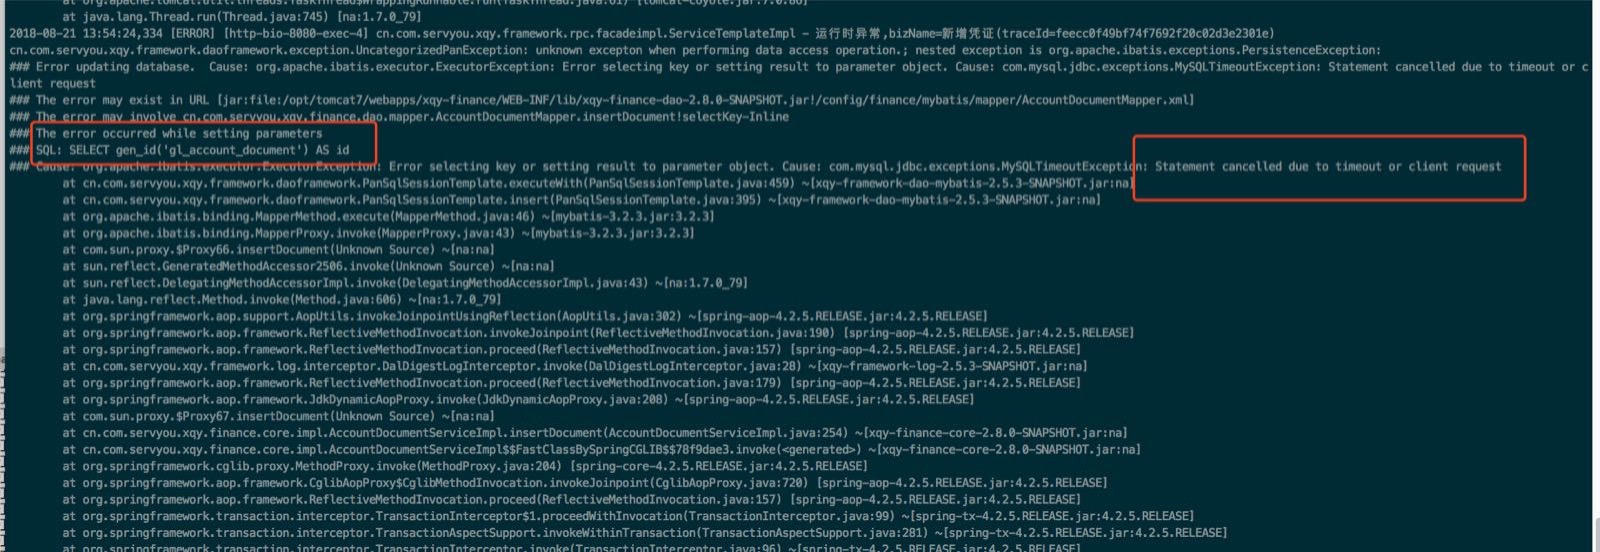 at org.apache.tomcat.util.threads.TaskThread$WrappingRunnable.run(TaskThread.java:61) [tomcat-coyote.jar:7.0.86]
at java.lang.Thread.run(Thread.java:745) [na:1.7.0_79]
2018-08-21 13:54:24,334 [ERROR] [http-bio-8080-exec-4] cn.com.servyou.xqy.framework.rpc.facadeimpl.ServiceTemplateImpl - 运行时异常,bizName=新增凭证(traceId=feecc0f49bf74f7692f20c02d3e2301e)
cn.com.servyou.xqy.framework.daoframework.exception.UncategorizedPanException: unknown excepton when performing data access operation.; nested exception is org.apache.ibatis.exceptions.PersistenceException:
### Error updating database.  Cause: org.apache.ibatis.executor.ExecutorException: Error selecting key or setting result to parameter object. Cause: com.mysql.jdbc.exceptions.MySQLTimeoutException: Statement cancelled due to timeout or c
lient request
### The error may exist in URL [jar:file:/opt/tomcat7/webapps/xqy-finance/WEB-INF/lib/xqy-finance-dao-2.8.0-SNAPSHOT.jar!/config/finance/mybatis/mapper/AccountDocumentMapper.xml]
### The error may involve cn.com.servyou.xqy.finance.dao.mapper.AccountDocumentMapper.insertDocument!selectKey-Inline
### The error occurred while setting parameters
### SQL: SELECT gen_id('gl_account_document') AS id
### Cause: org.apache.ibatis.executor.ExecutorException: Error selecting key or setting result to parameter object. Cause: com.mysql.jdbc.exceptions.MySQLTimeoutException: Statement cancelled due to timeout or client request
at cn.com.servyou.xqy.framework.daoframework.PanSqlSessionTemplate.executeWith(PanSqlSessionTemplate.java:459) ~[xqy-framework-dao-mybatis-2.5.3-SNAPSHOT.jar:na]
at cn.com.servyou.xqy.framework.daoframework.PanSqlSessionTemplate.insert(PanSqlSessionTemplate.java:395) ~[xqy-framework-dao-mybatis-2.5.3-SNAPSHOT.jar:na]
at org.apache.ibatis.binding.MapperMethod.execute(MapperMethod.java:46) ~[mybatis-3.2.3.jar:3.2.3]
at org.apache.ibatis.binding.MapperProxy.invoke(MapperProxy.java:43) ~[mybatis-3.2.3.jar:3.2.3]
at com.sun.proxy.$Proxy66.insertDocument(Unknown Source) ~[na:na]
at sun.reflect.GeneratedMethodAccessor2506.invoke(Unknown Source) ~[na:na]
at sun.reflect.DelegatingMethodAccessorImpl.invoke(DelegatingMethodAccessorImpl.java:43) ~[na:1.7.0_79]
at java.lang.reflect.Method.invoke(Method.java:606) ~[na:1.7.0_79]
at org.springframework.aop.support.AopUtils.invokeJoinpointUsingReflection(AopUtils.java:302) ~[spring-aop-4.2.5.RELEASE.jar:4.2.5.RELEASE]
at org.springframework.aop.framework.ReflectiveMethodInvocation.invokeJoinpoint(ReflectiveMethodInvocation.java:190) [spring-aop-4.2.5.RELEASE.jar:4.2.5.RELEASE]
at org.springframework.aop.framework.ReflectiveMethodInvocation.proceed(ReflectiveMethodInvocation.java:157) [spring-aop-4.2.5.RELEASE.jar:4.2.5.RELEASE]
at cn.com.servyou.xqy.framework.log.interceptor.DalDigestLogInterceptor.invoke(DalDigestLogInterceptor.java:28) ~[xqy-framework-log-2.5.3-SNAPSHOT.jar:na]
at org.springframework.aop.framework.ReflectiveMethodInvocation.proceed(ReflectiveMethodInvocation.java:179) [spring-aop-4.2.5.RELEASE.jar:4.2.5.RELEASE]
at org.springframework.aop.framework.JdkDynamicAopProxy.invoke(JdkDynamicAopProxy.java:208) ~[spring-aop-4.2.5.RELEASE.jar:4.2.5.RELEASE]
at com.sun.proxy.$Proxy67.insertDocument(Unknown Source) ~[na:na]
at cn.com.servyou.xqy.finance.core.impl.AccountDocumentServiceImpl.insertDocument(AccountDocumentServiceImpl.java:254) ~[xqy-finance-core-2.8.0-SNAPSHOT.jar:na]
at cn.com.servyou.xqy.finance.core.impl.AccountDocumentServiceImpl$$FastClassBySpringCGLIB$$78f9dae3.invoke(<generated>) ~[xqy-finance-core-2.8.0-SNAPSHOT.jar:na]
at org.springframework.cglib.proxy.MethodProxy.invoke(MethodProxy.java:204) [spring-core-4.2.5.RELEASE.jar:4.2.5.RELEASE]
at org.springframework.aop.framework.CglibAopProxy$CglibMethodInvocation.invokeJoinpoint(CglibAopProxy.java:720) [spring-aop-4.2.5.RELEASE.jar:4.2.5.RELEASE]
at org.springframework.aop.framework.ReflectiveMethodInvocation.proceed(ReflectiveMethodInvocation.java:157) [spring-aop-4.2.5.RELEASE.jar:4.2.5.RELEASE]
at org.springframework.transaction.interceptor.TransactionInterceptor$1.proceedWithInvocation(TransactionInterceptor.java:99) ~[spring-tx-4.2.5.RELEASE.jar:4.2.5.RELEASE]
at org.springframework.transaction.interceptor.TransactionAspectSupport.invokeWithinTransaction(TransactionAspectSupport.java:281) ~[spring-tx-4.2.5.RELEASE.jar:4.2.5.RELEASE]
at org.springframework.transaction.interceptor.TransactionInterceptor.invoke(TransactionInterceptor.java:96) ~[spring-tx-4.2.5.RELEASE.jar:4.2.5.RELEASE]